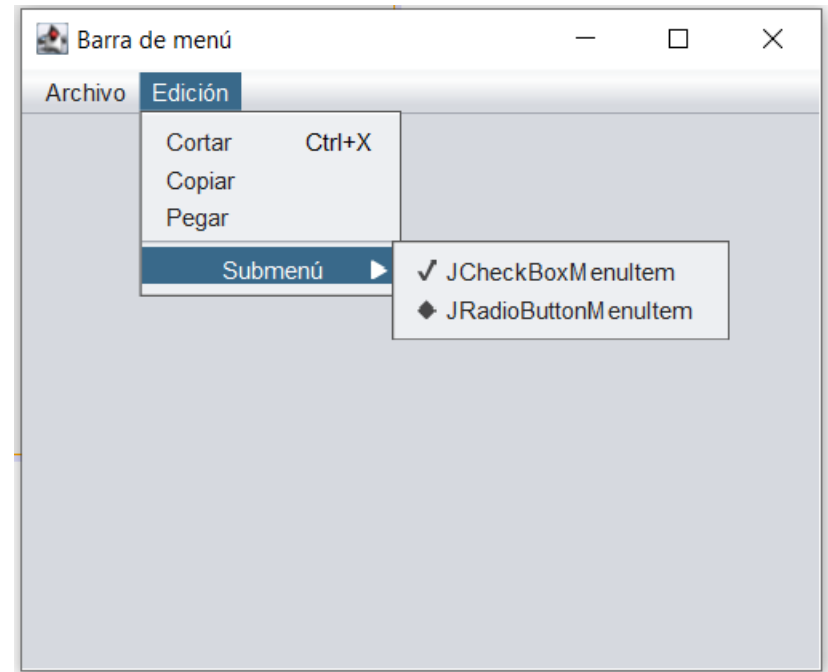 Barra de menú
Archivo Edición
Cortar Ctrl+X
Copiar
Pegar
Submenú
JCheckBoxMenuItem
JRadioButtonMenuItem